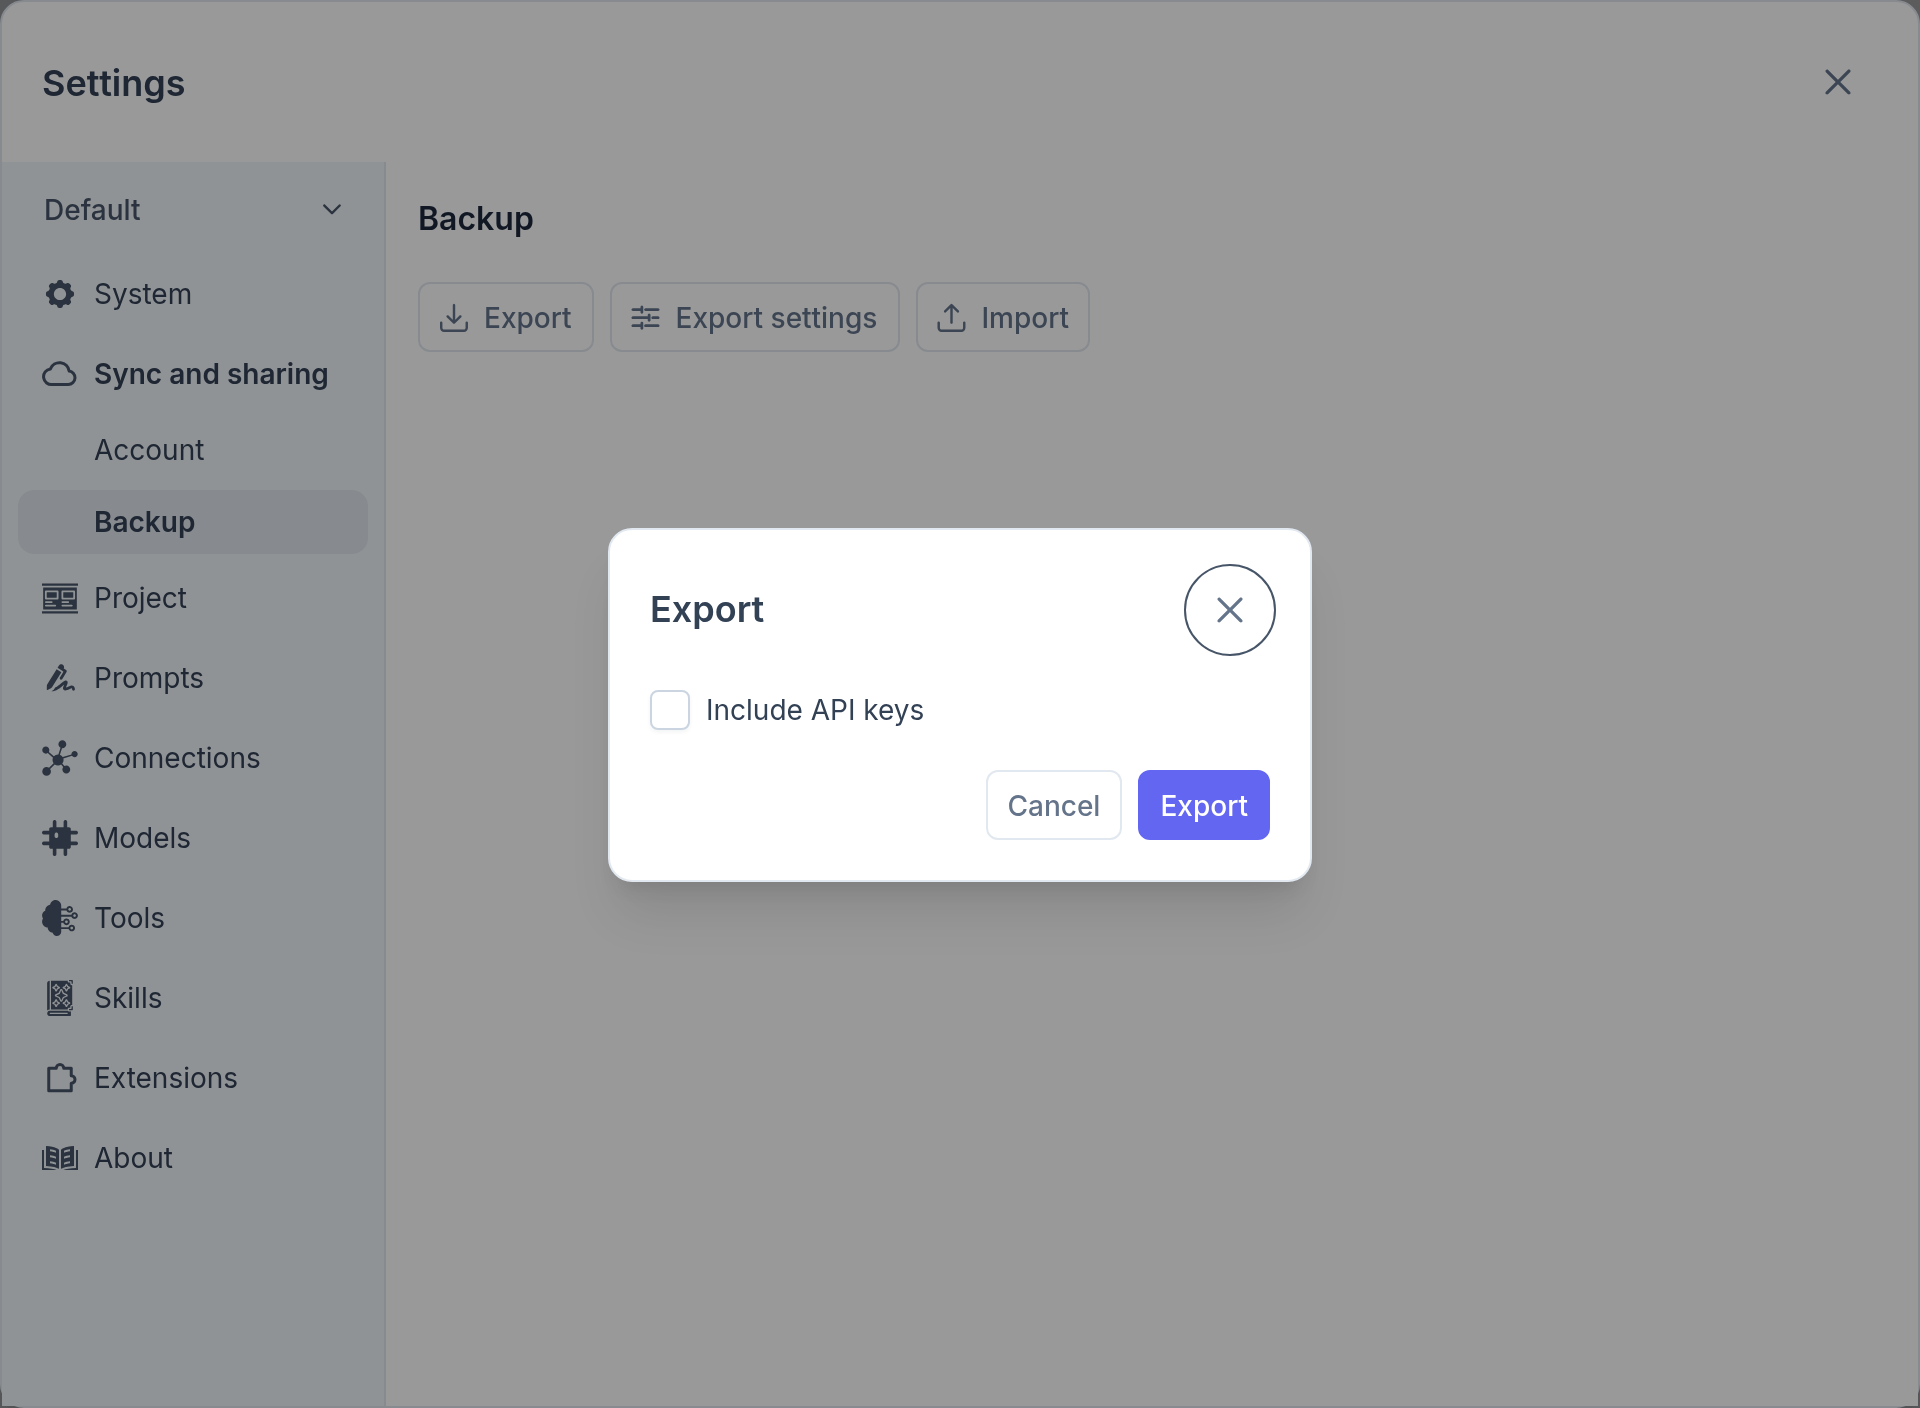 Settings
Default
System
Sync and sharing
Account
Backup
Project
Prompts
Connections
Models
Tools
Skills
Extensions
About
Backup
Export
Export settings
Import
Export
Include API keys
Cancel
Export